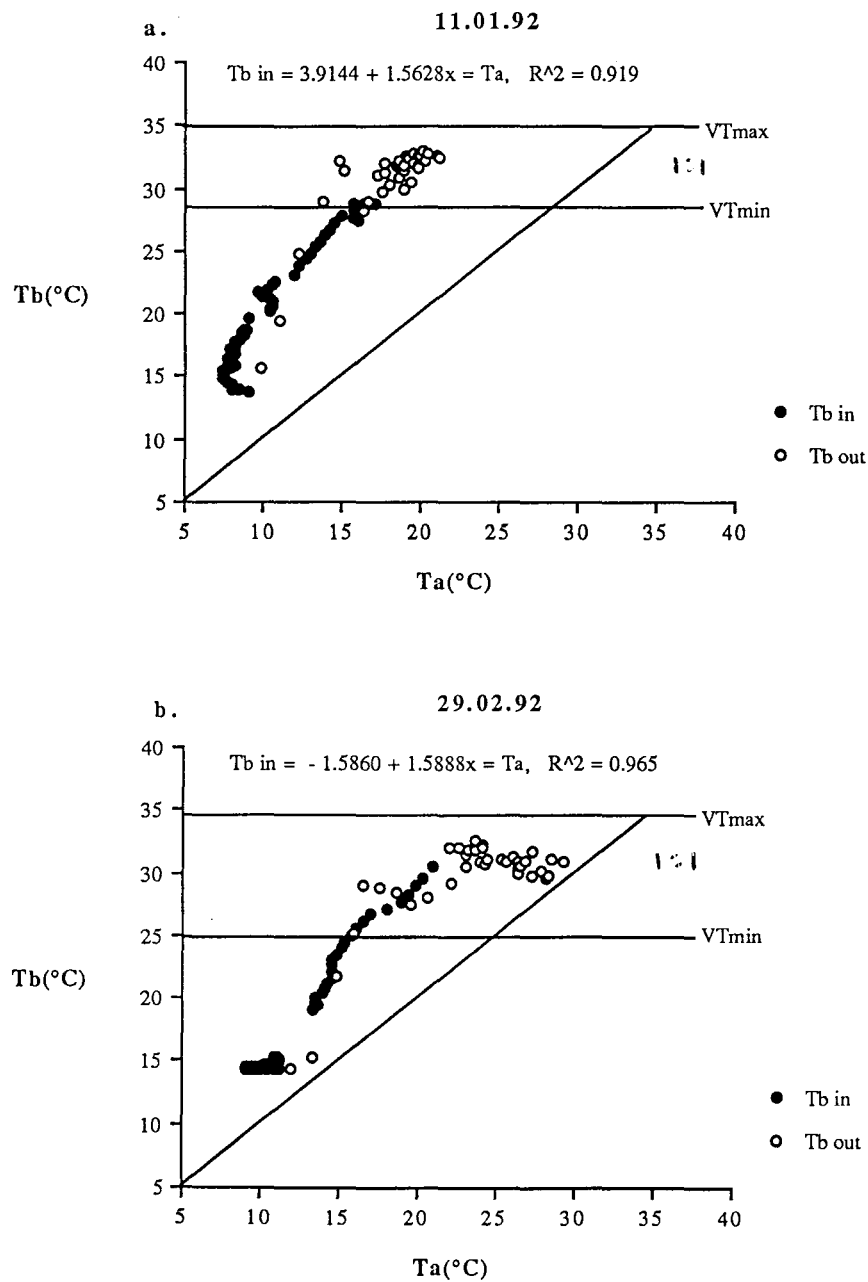 a. 11.01.92
Tb in = 3.9144 + 1.5628x = Ta, R^2 = 0.919
40
35
30
25
20
15
10
5
VTmax
VTmin
Tb(°C)
Tb in
Tb out
5 10 15 20 25 30 35 40
Ta(°C)
b. 29.02.92
Tb in = - 1.5860 + 1.5888x = Ta, R^2 = 0.965
40
35
30
25
20
15
10
5
VTmax
VTmin
Tb(°C)
Tb in
Tb out
5 10 15 20 25 30 35 40
Ta(°C)